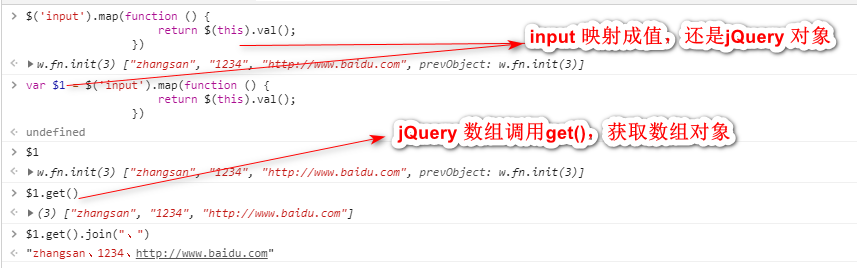 $('input').map(function () {
return $(this).val();
})
input 映射成值，还是jQuery 对象
w.fn.init(3) ["zhangsan", "1234", "http://www.baidu.com", prevObject: w.fn.init(3)]
var $1 = $('input').map(function () {
return $(this).val();
})
undefined
jQuery 数组调用get()，获取数组对象
$1
w.fn.init(3) ["zhangsan", "1234", "http://www.baidu.com", prevObject: w.fn.init(3)]
$1.get()
(3) ["zhangsan", "1234", "http://www.baidu.com"]
$1.get().join("、")
"zhangsan、1234、http://www.baidu.com"